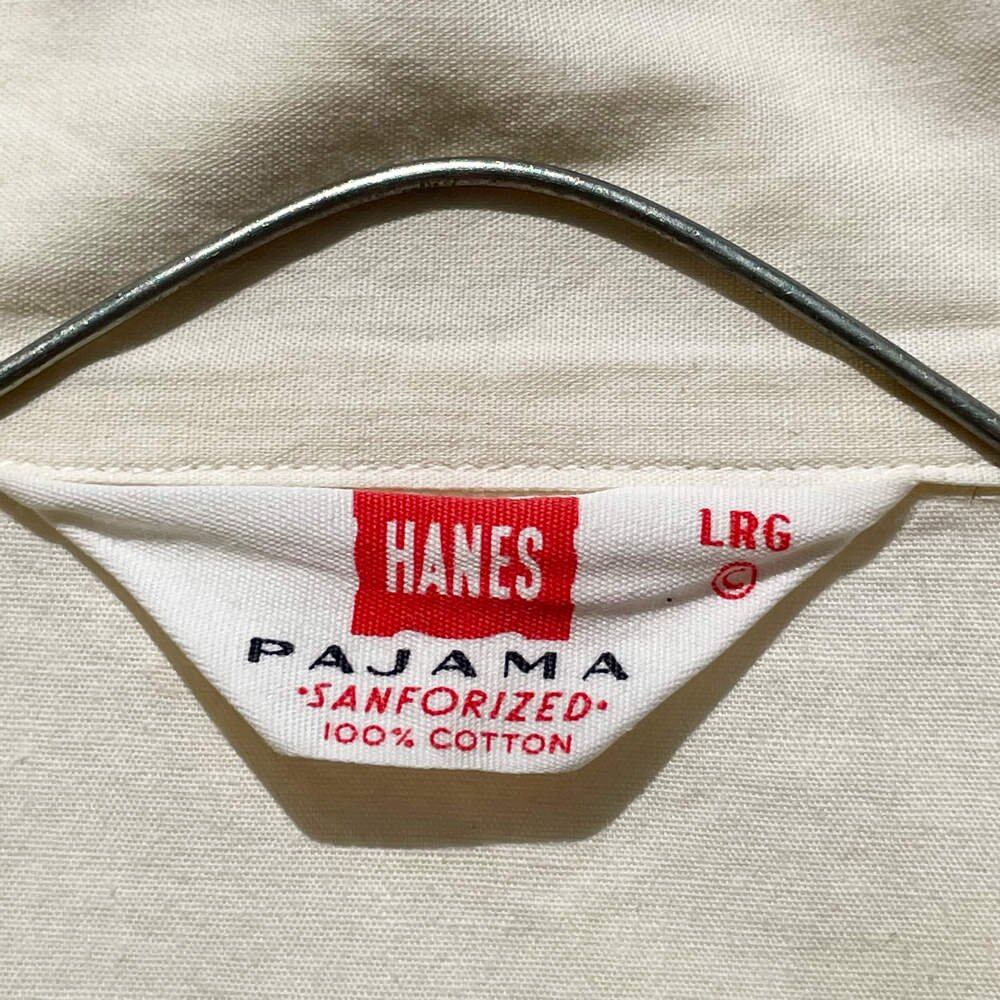 HANES
LRG
©
PAJAMA
•SANFORIZED•
100% COTTON